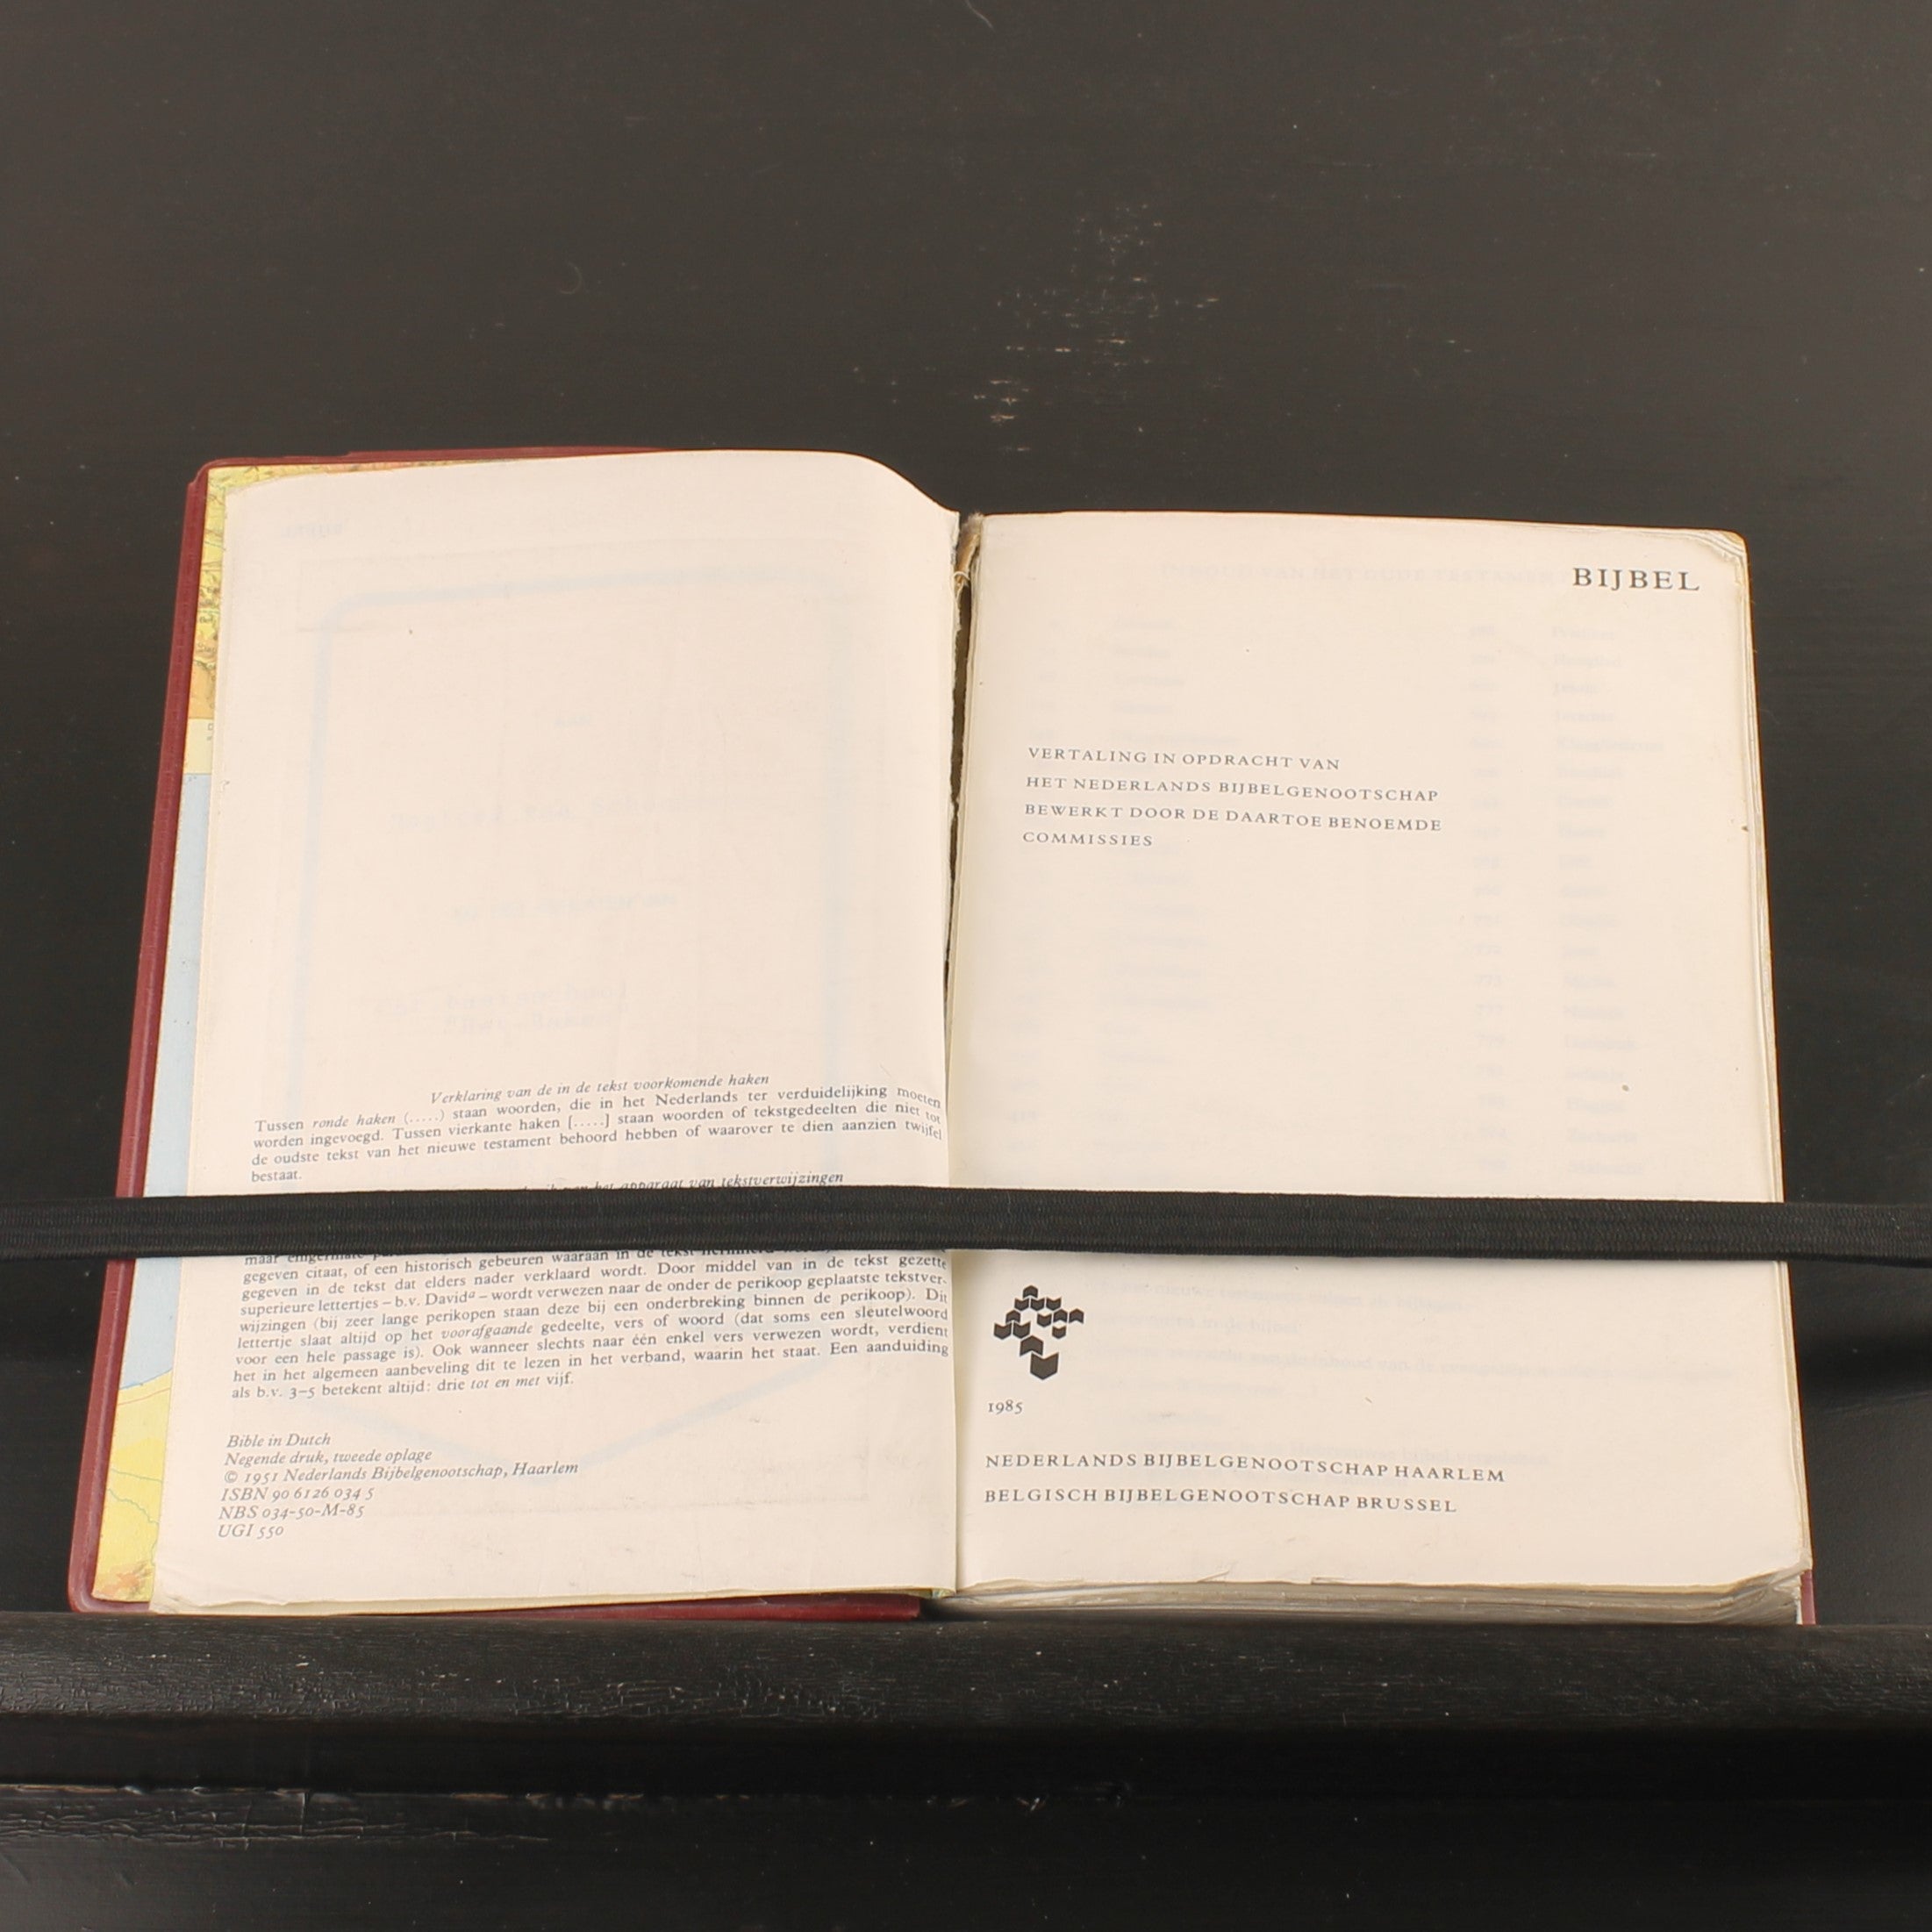 Verklaring van de in de tekst voorkomende haken
Tussen ronde haken (.....) staan woorden, die in het Nederlands ter verduidelijking moeten
worden ingevoegd. Tussen vierkante haken [.....] staan woorden of tekstgedeelten die niet tot
de oudste tekst van het nieuwe testament behoord hebben of waarover te dien aanzien twijfel
bestaat.
het apparaat van tekstverwijzingen
maar enigermate in de tekst
gegeven citaat, of een historisch gebeuren waaraan in de tekst
gegeven in de tekst dat elders nader verklaard wordt. Door middel van in de tekst gezette
superieure lettertjes – b.v. Davidᵃ – wordt verwezen naar de onder de perikoop geplaatste tekstver-
wijzingen (bij zeer lange perikopen staan deze bij een onderbreking binnen de perikoop). Dit
lettertje slaat altijd op het voorafgaande gedeelte, vers of woord (dat soms een sleutelwoord
voor een hele passage is). Ook wanneer slechts naar één enkel vers verwezen wordt, verdient
het in het algemeen aanbeveling dit te lezen in het verband, waarin het staat. Een aanduiding
als b.v. 3–5 betekent altijd: drie tot en met vijf.
Bible in Dutch
Negende druk, tweede oplage
© 1951 Nederlands Bijbelgenootschap, Haarlem
ISBN 90 6126 034 5
NBS 034-50-M-85
UGI 550
BIJBEL
VERTALING IN OPDRACHT VAN
HET NEDERLANDS BIJBELGENOOTSCHAP
BEWERKT DOOR DE DAARTOE BENOEMDE
COMMISSIES
1985
NEDERLANDS BIJBELGENOOTSCHAP HAARLEM
BELGISCH BIJBELGENOOTSCHAP BRUSSEL